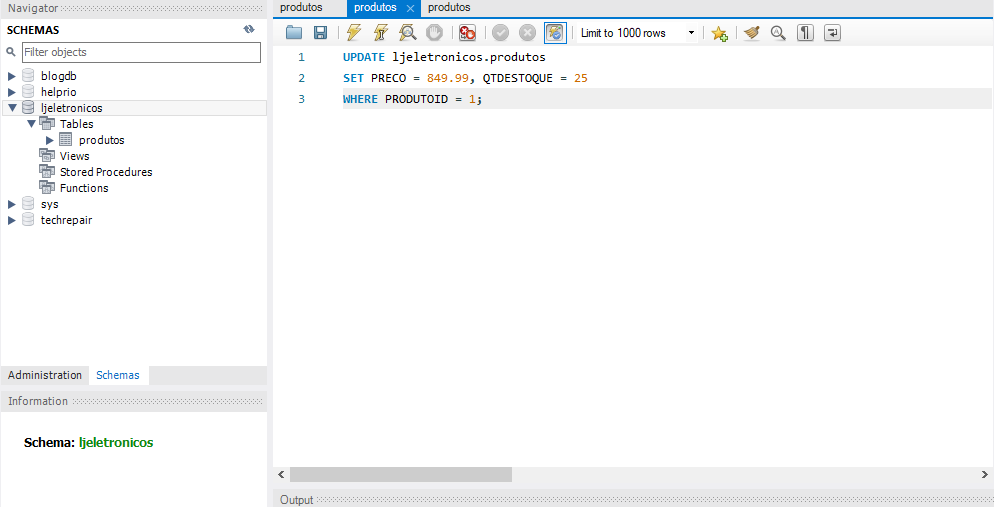 Navigator
SCHEMAS
Filter objects
blogdb
helprio
ljeletronicos
Tables
produtos
Views
Stored Procedures
Functions
sys
techrepair
Administration Schemas
Information
Schema: ljeletronicos
produtos produtos produtos
Limit to 1000 rows
1 UPDATE ljeletronicos.produtos
2 SET PRECO = 849.99, QTDESTOQUE = 25
3 WHERE PRODUTOID = 1;
Output